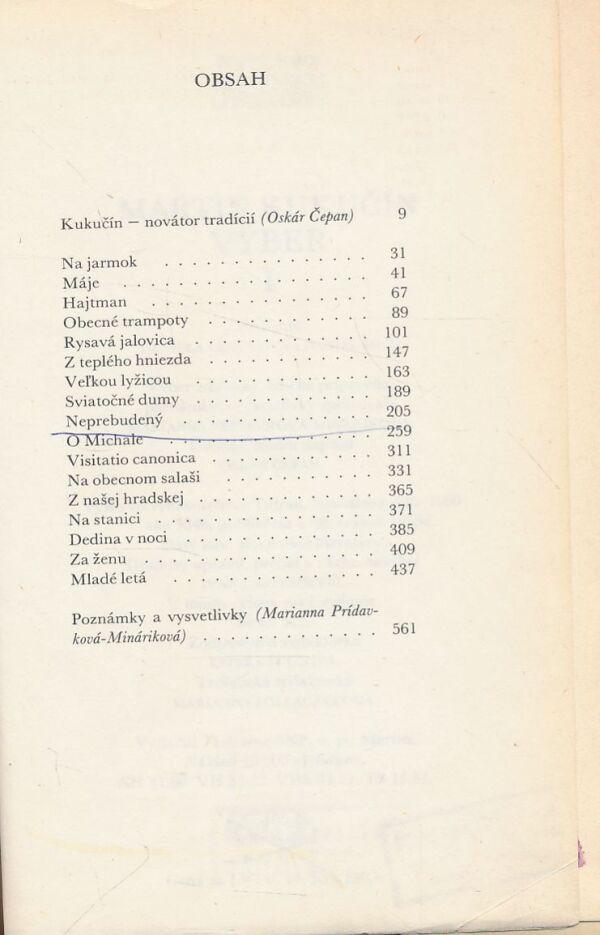 OBSAH
Kukučín — novátor tradícií (Oskár Čepan) 9
Na jarmok . . . . . . . . . . . . . . 31
Máje . . . . . . . . . . . . . . . . . 41
Hajtman . . . . . . . . . . . . . . . 67
Obecné trampoty . . . . . . . . . . . 89
Rysavá jalovica . . . . . . . . . . . . 101
Z teplého hniezda . . . . . . . . . . . 147
Veľkou lyžicou . . . . . . . . . . . . 163
Sviatočné dumy . . . . . . . . . . . . 189
Neprebudený . . . . . . . . . . . . . 205
O Michale . . . . . . . . . . . . . . 259
Visitatio canonica . . . . . . . . . . . 311
Na obecnom salaši . . . . . . . . . . 331
Z našej hradskej . . . . . . . . . . . . 365
Na stanici . . . . . . . . . . . . . . . 371
Dedina v noci . . . . . . . . . . . . . 385
Za ženu . . . . . . . . . . . . . . . . 409
Mladé letá . . . . . . . . . . . . . . 437
Poznámky a vysvetlivky (Marianna Prídav-
ková-Mináriková) . . . . . . . . . . . . 561